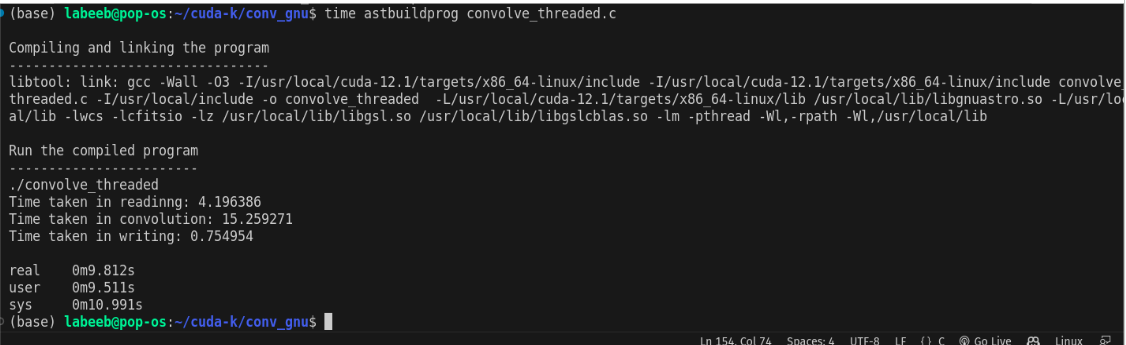 (base) labeeb@pop-os:~/cuda-k/conv_gnu$ time astbuildprog convolve_threaded.c
Compiling and linking the program
---------------------------------
libtool: link: gcc -Wall -O3 -I/usr/local/cuda-12.1/targets/x86_64-linux/include -I/usr/local/cuda-12.1/targets/x86_64-linux/include convolve_
threaded.c -I/usr/local/include -o convolve_threaded  -L/usr/local/cuda-12.1/targets/x86_64-linux/lib /usr/local/lib/libgnuastro.so -L/usr/loc
al/lib -lwcs -lcfitsio -lz /usr/local/lib/libgsl.so /usr/local/lib/libgslcblas.so -lm -pthread -Wl,-rpath -Wl,/usr/local/lib
Run the compiled program
------------------------
./convolve_threaded
Time taken in readinng: 4.196386
Time taken in convolution: 15.259271
Time taken in writing: 0.754954
real    0m9.812s
user    0m9.511s
sys     0m10.991s
(base) labeeb@pop-os:~/cuda-k/conv_gnu$
Ln 154, Col 74 Spaces: 4 UTF-8 LF {} C Go Live Linux